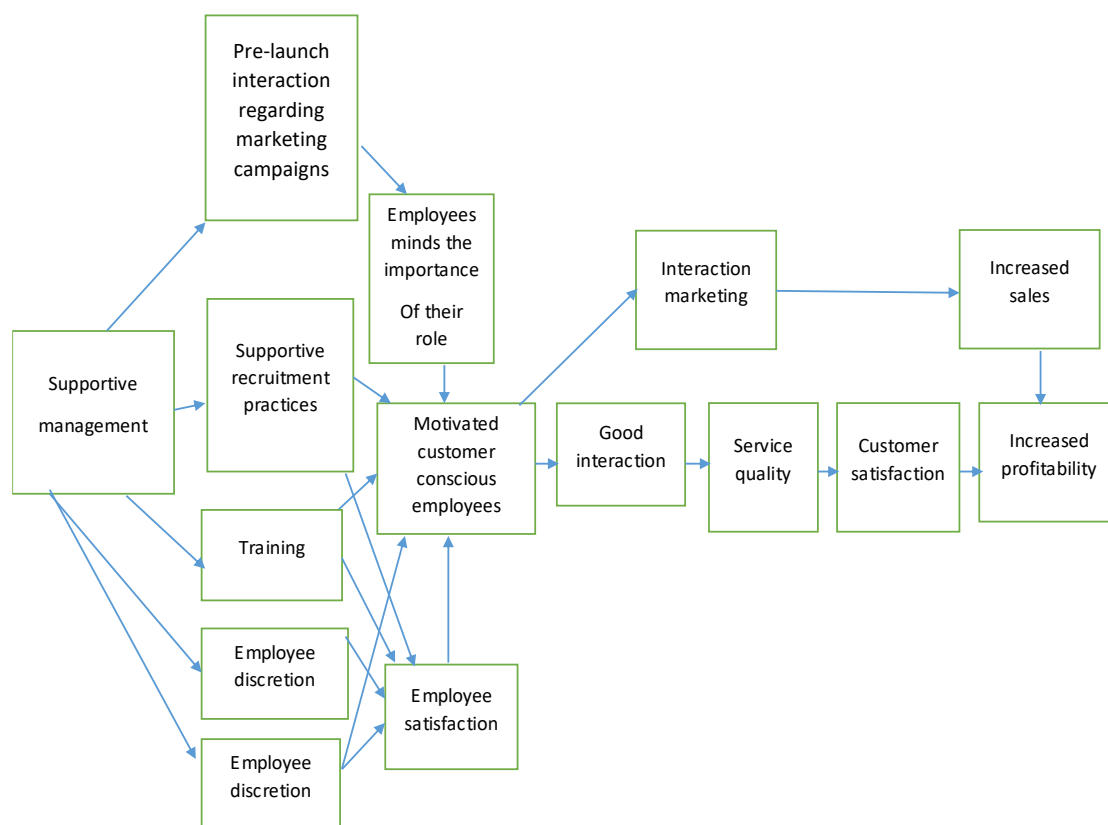 Pre-launch
interaction
regarding
marketing
campaigns
Employees
minds the
importance
Of their
role
Interaction
marketing
Increased
sales
Supportive
management
Supportive
recruitment
practices
Motivated
customer
conscious
employees
Good
interaction
Service
quality
Customer
satisfaction
Increased
profitability
Training
Employee
discretion
Employee
satisfaction
Employee
discretion